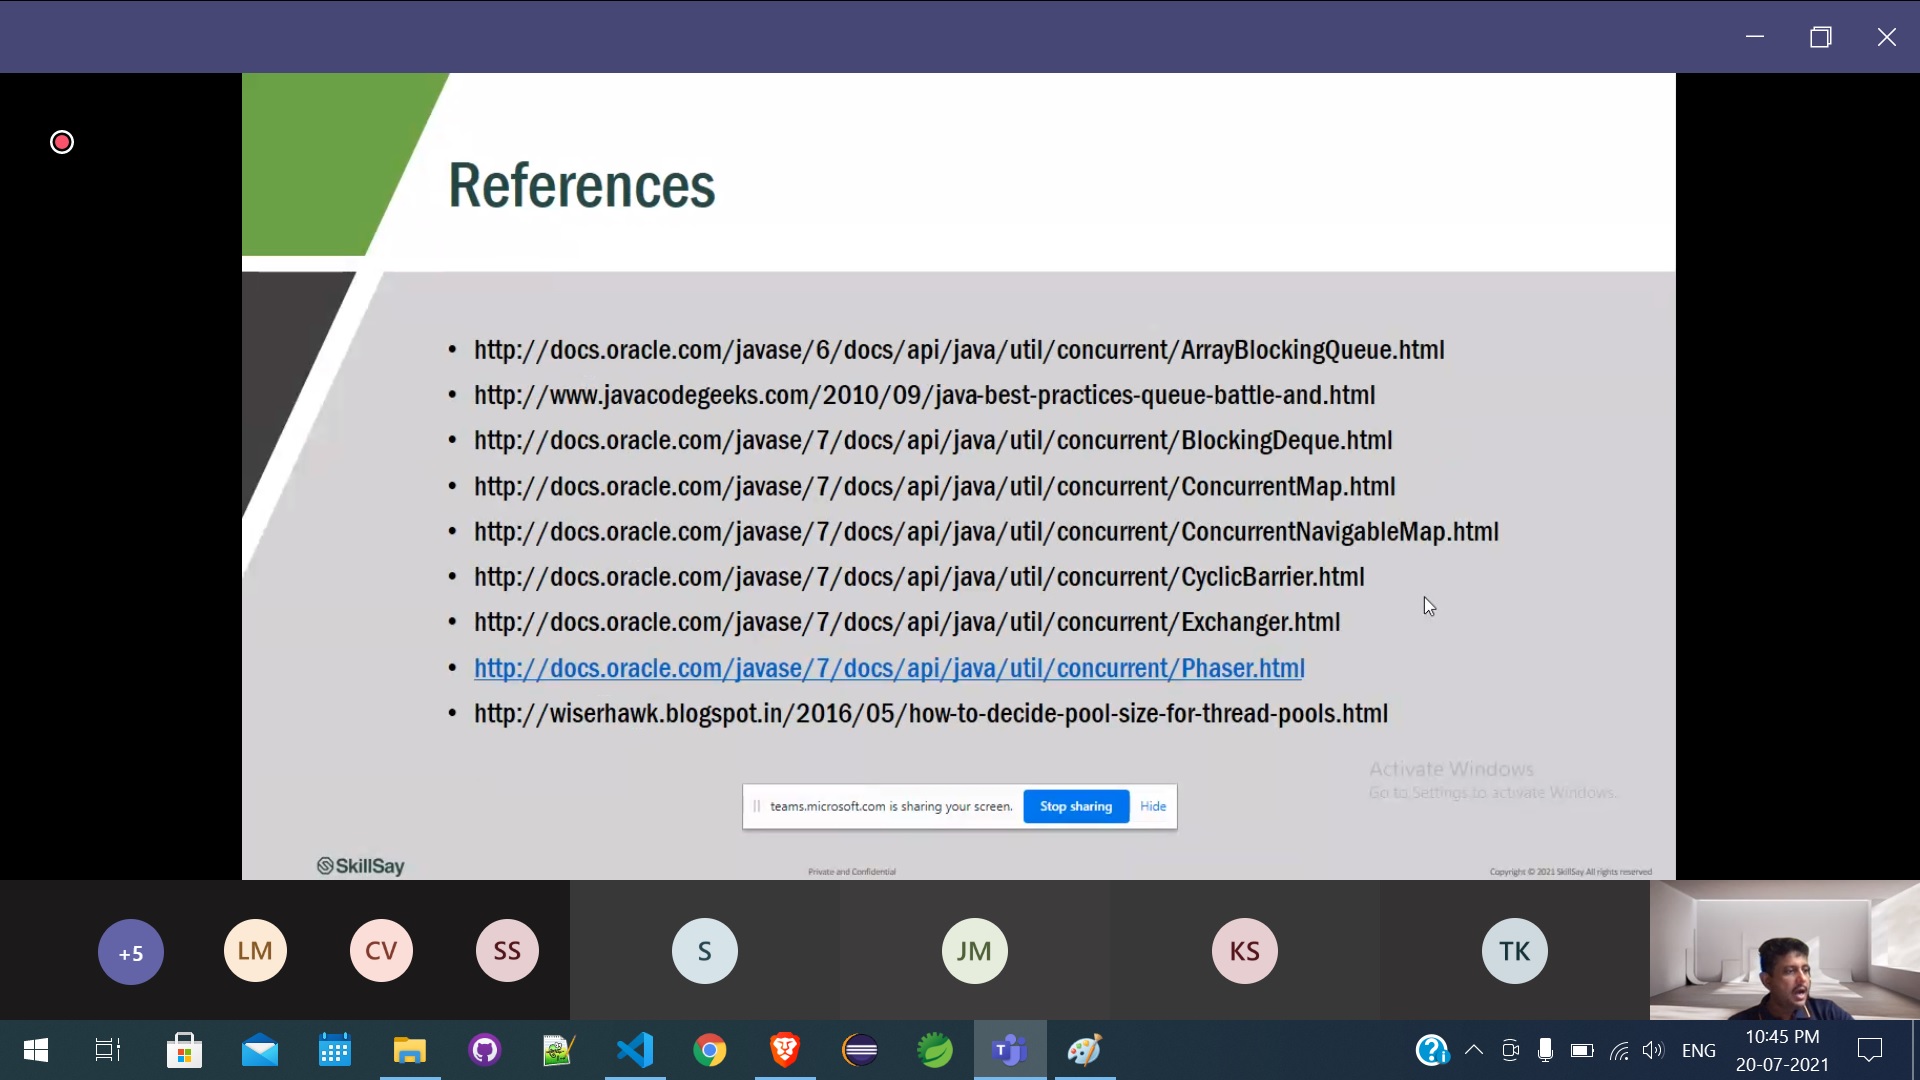 References
• http://docs.oracle.com/javase/6/docs/api/java/util/concurrent/ArrayBlockingQueue.html
• http://www.javacodegeeks.com/2010/09/java-best-practices-queue-battle-and.html
• http://docs.oracle.com/javase/7/docs/api/java/util/concurrent/BlockingDeque.html
• http://docs.oracle.com/javase/7/docs/api/java/util/concurrent/ConcurrentMap.html
• http://docs.oracle.com/javase/7/docs/api/java/util/concurrent/ConcurrentNavigableMap.html
• http://docs.oracle.com/javase/7/docs/api/java/util/concurrent/CyclicBarrier.html
• http://docs.oracle.com/javase/7/docs/api/java/util/concurrent/Exchanger.html
• http://docs.oracle.com/javase/7/docs/api/java/util/concurrent/Phaser.html
• http://wiserhawk.blogspot.in/2016/05/how-to-decide-pool-size-for-thread-pools.html
Activate Windows
Go to Settings to activate Windows.
teams.microsoft.com is sharing your screen. Stop sharing Hide
SkillSay Private and Confidential Copyright © 2021 SkillSay.All rights reserved
+5 LM CV SS S JM KS TK
ENG 10:45 PM
20-07-2021